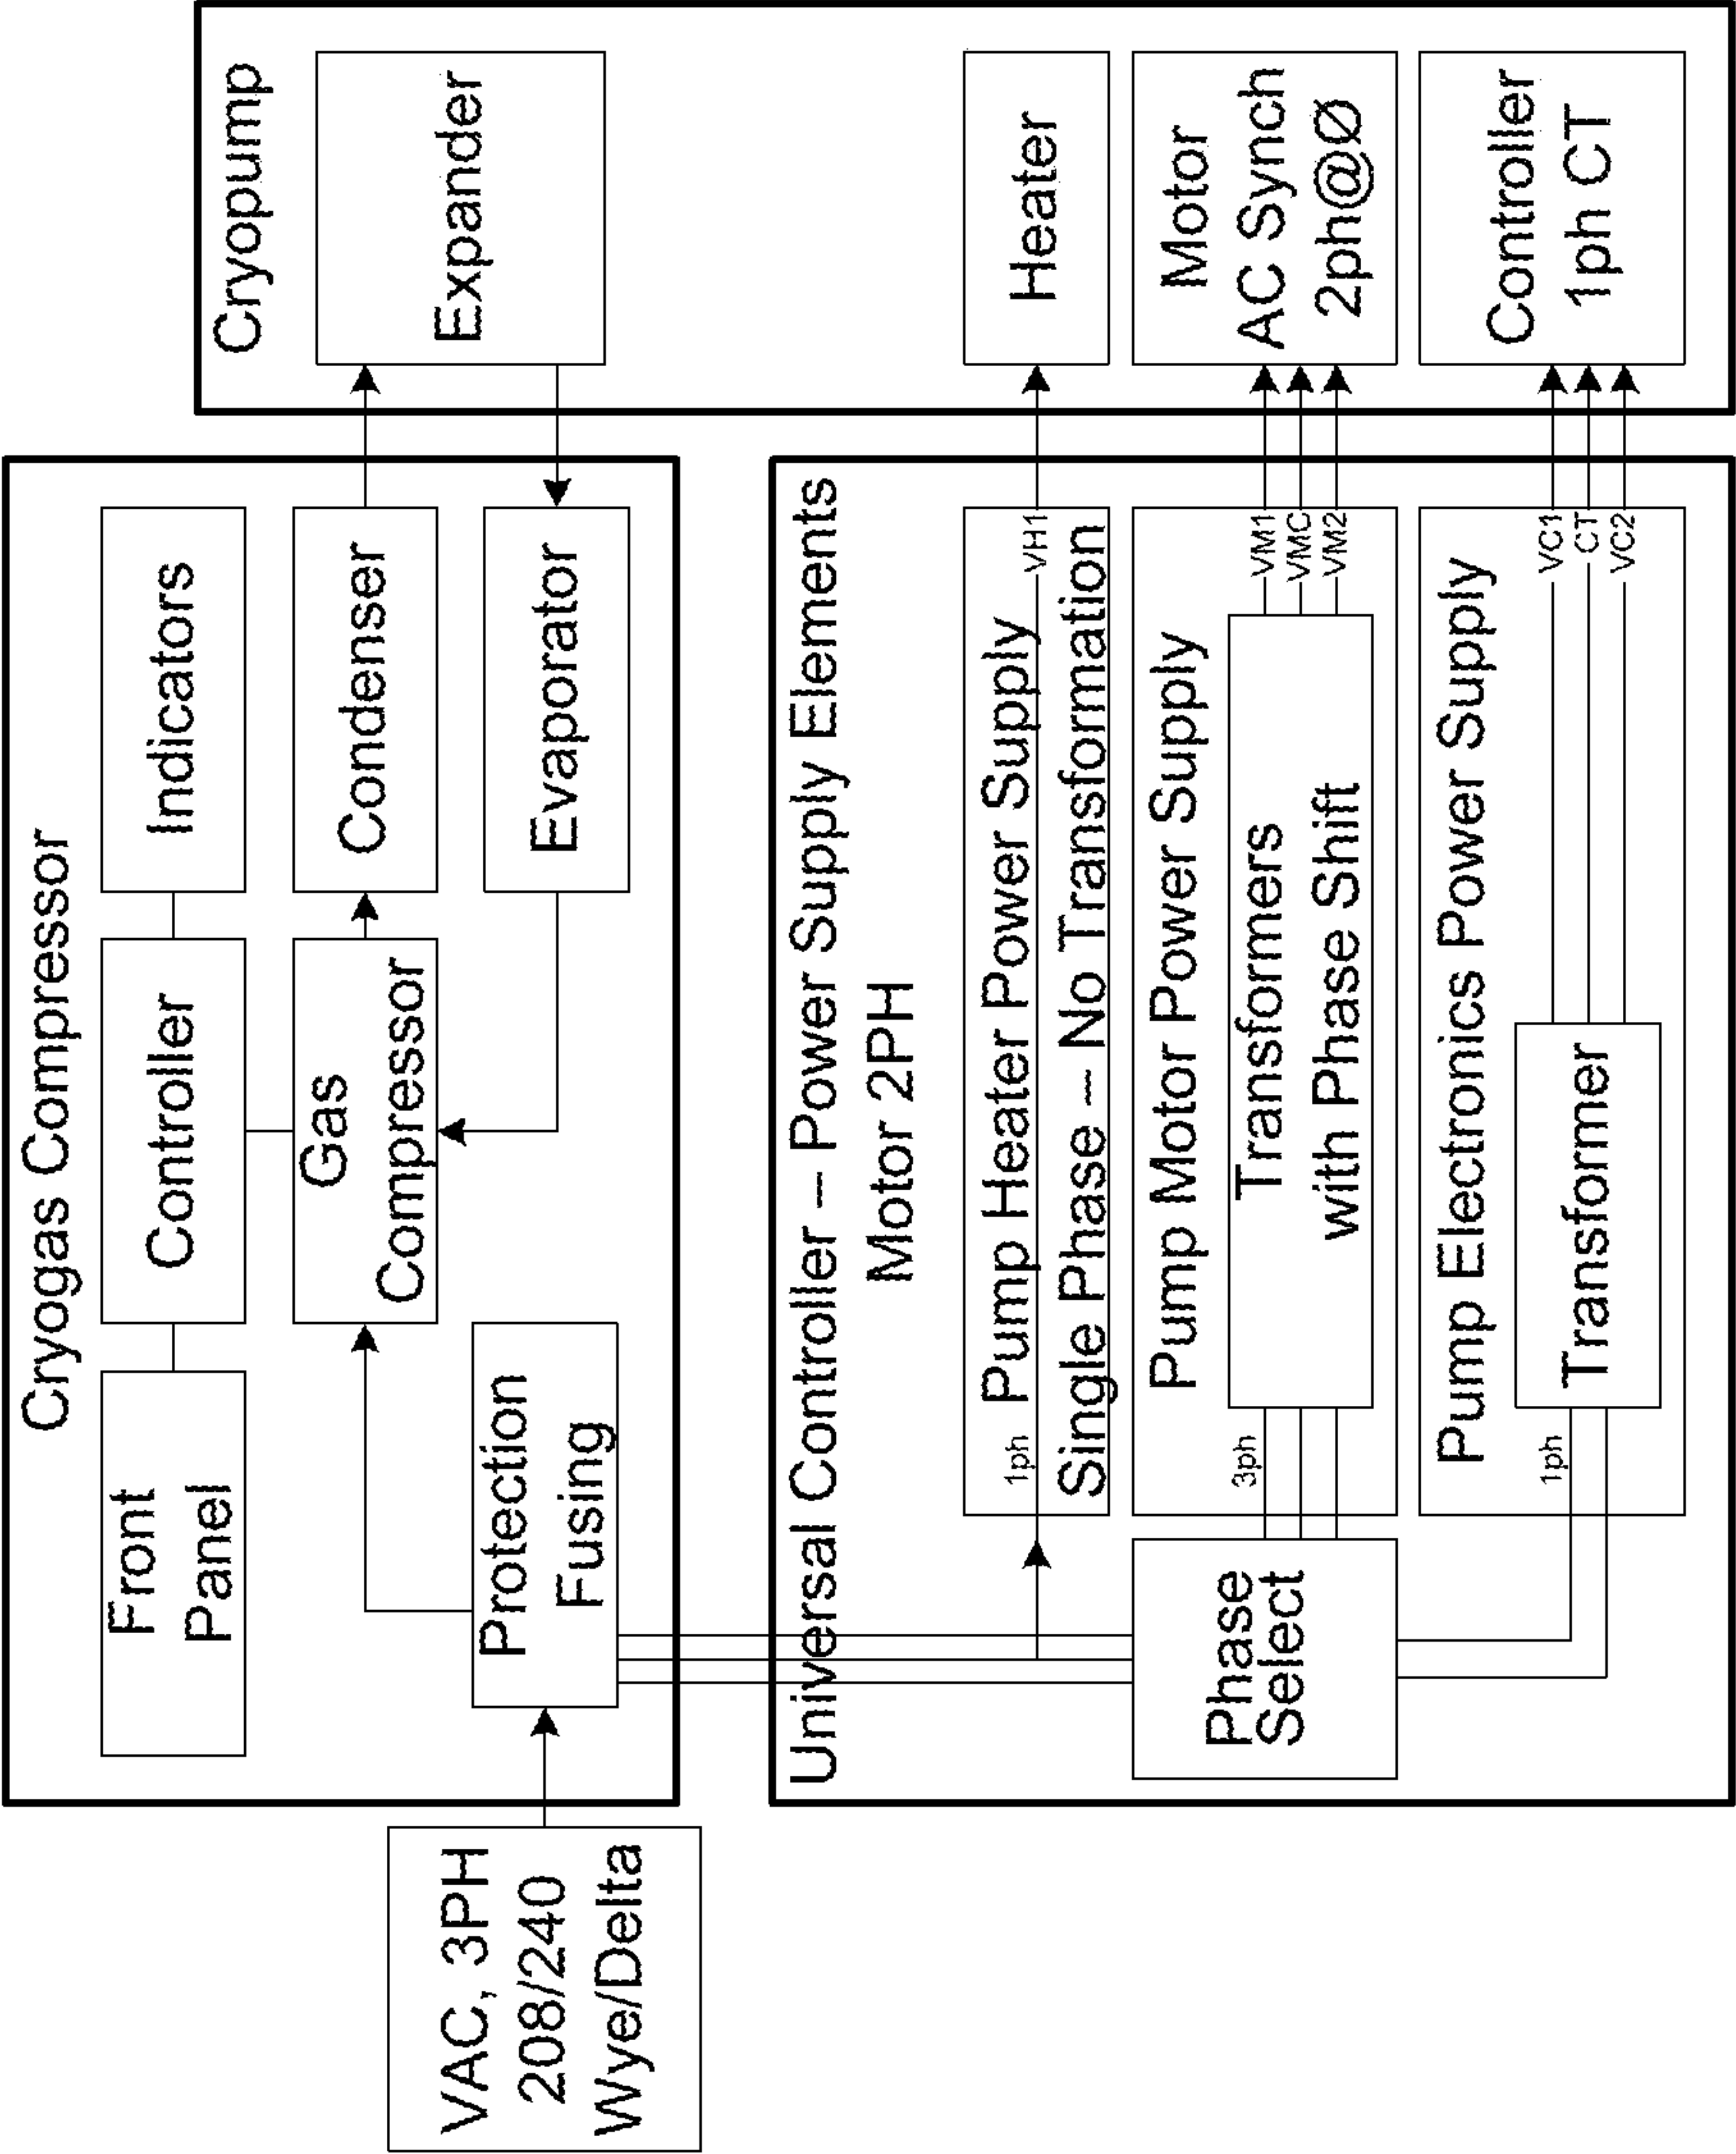 Cryogas Compressor
Front
Panel
Controller
Indicators
Gas
Compressor
Condenser
Protection
Fusing
Evaporator
VAC, 3PH
208/240
Wye/Delta
Cryopump
Expander
Heater
Motor
AC Synch
2ph@Ø
Controller
1ph CT
Universal Controller – Power Supply Elements
Motor 2PH
Pump Heater Power Supply
1ph
VH1
Single Phase – No Transformation
Pump Motor Power Supply
3ph
Transformers
with Phase Shift
VM1
VMC
VM2
Phase
Select
Pump Electronics Power Supply
1ph
Transformer
VC1
CT
VC2